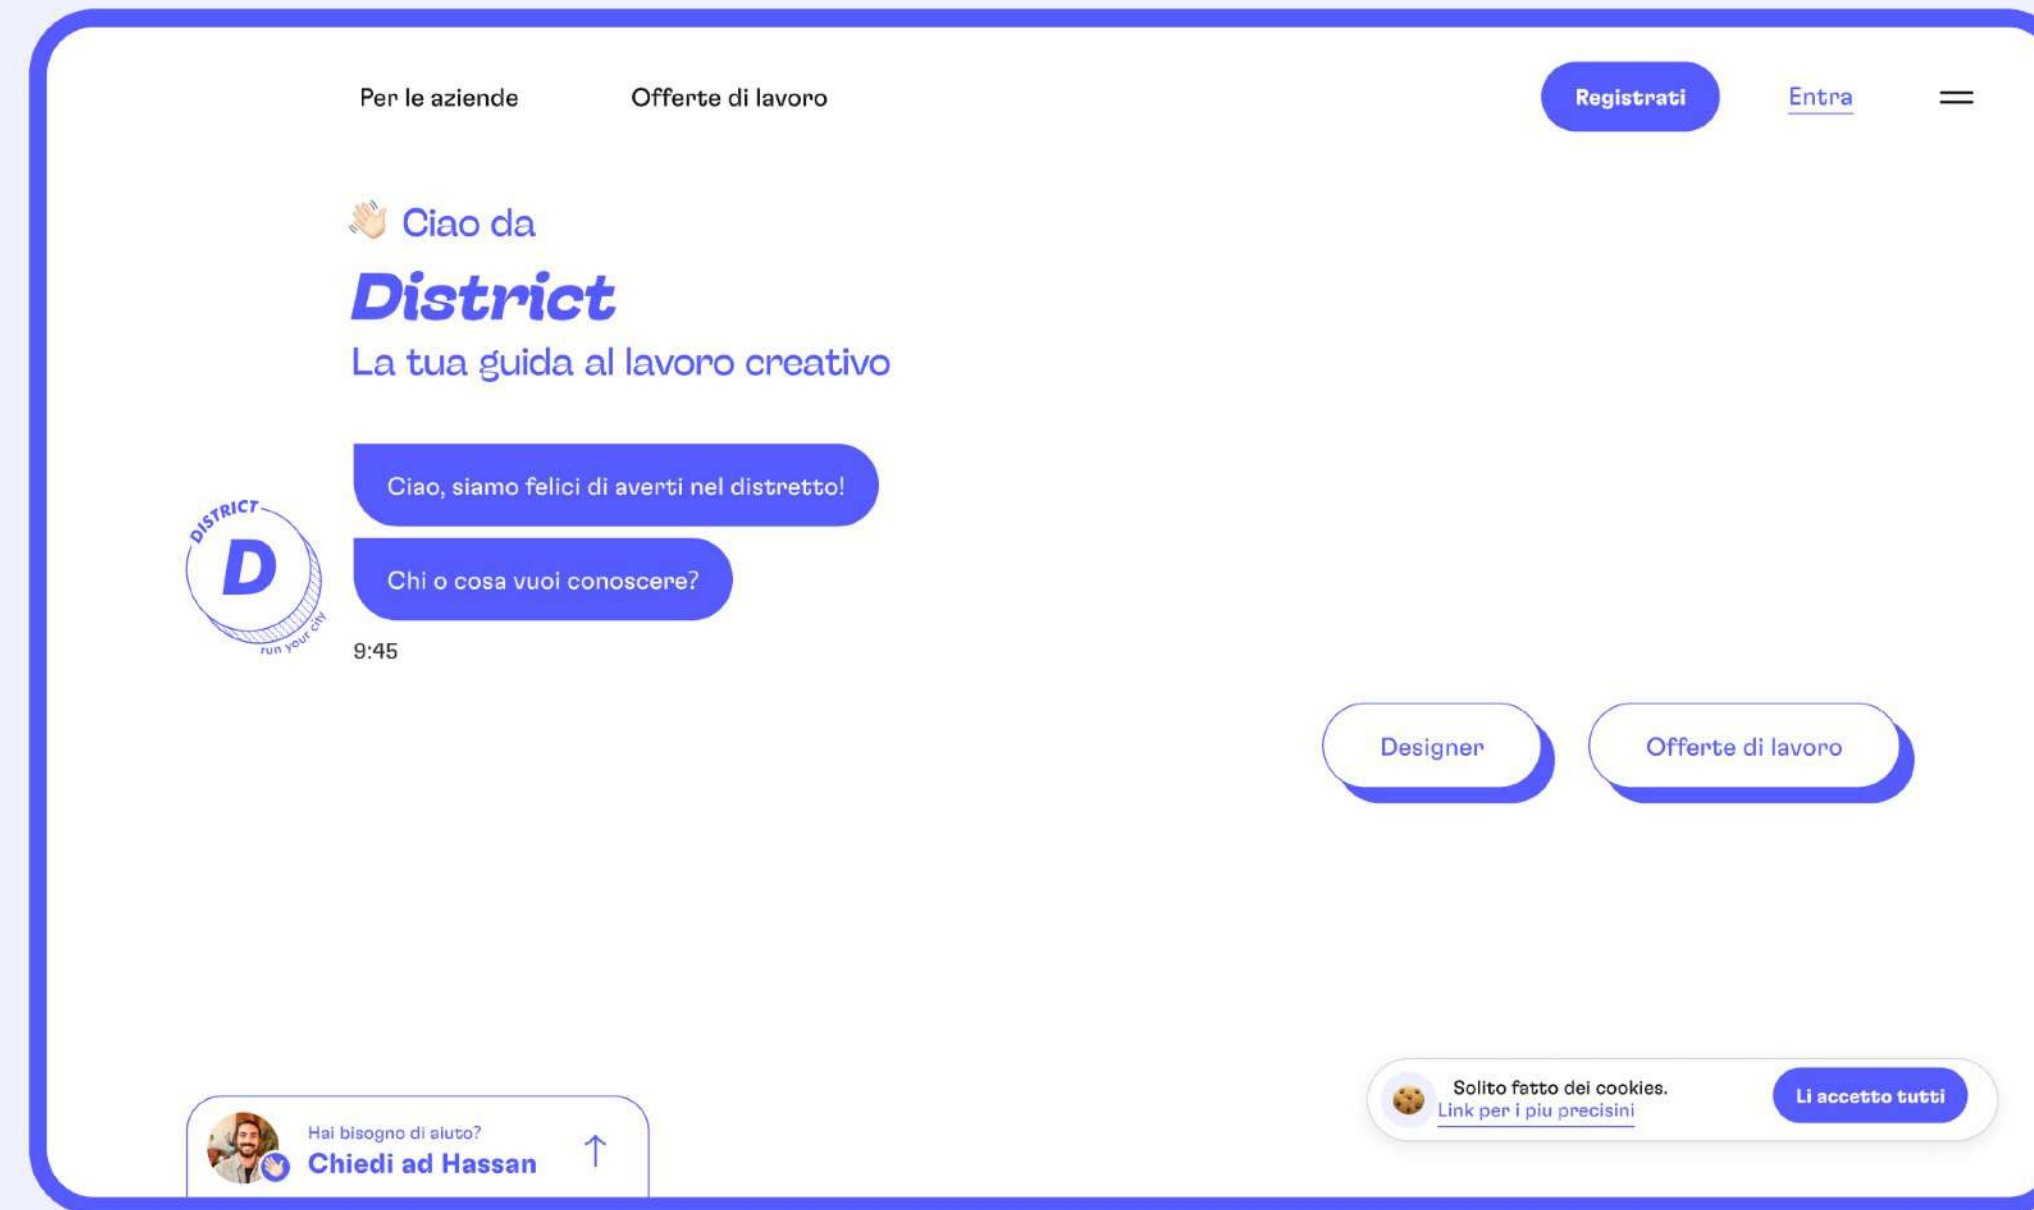 Per le aziende
Offerte di lavoro
Registrati
Entra
👋🏻 Ciao da
District
La tua guida al lavoro creativo
Ciao, siamo felici di averti nel distretto!
DISTRICT
D
run your city
Chi o cosa vuoi conoscere?
9:45
Designer
Offerte di lavoro
Solito fatto dei cookies.
Link per i piu precisini
Li accetto tutti
Hai bisogno di aiuto?
Chiedi ad Hassan